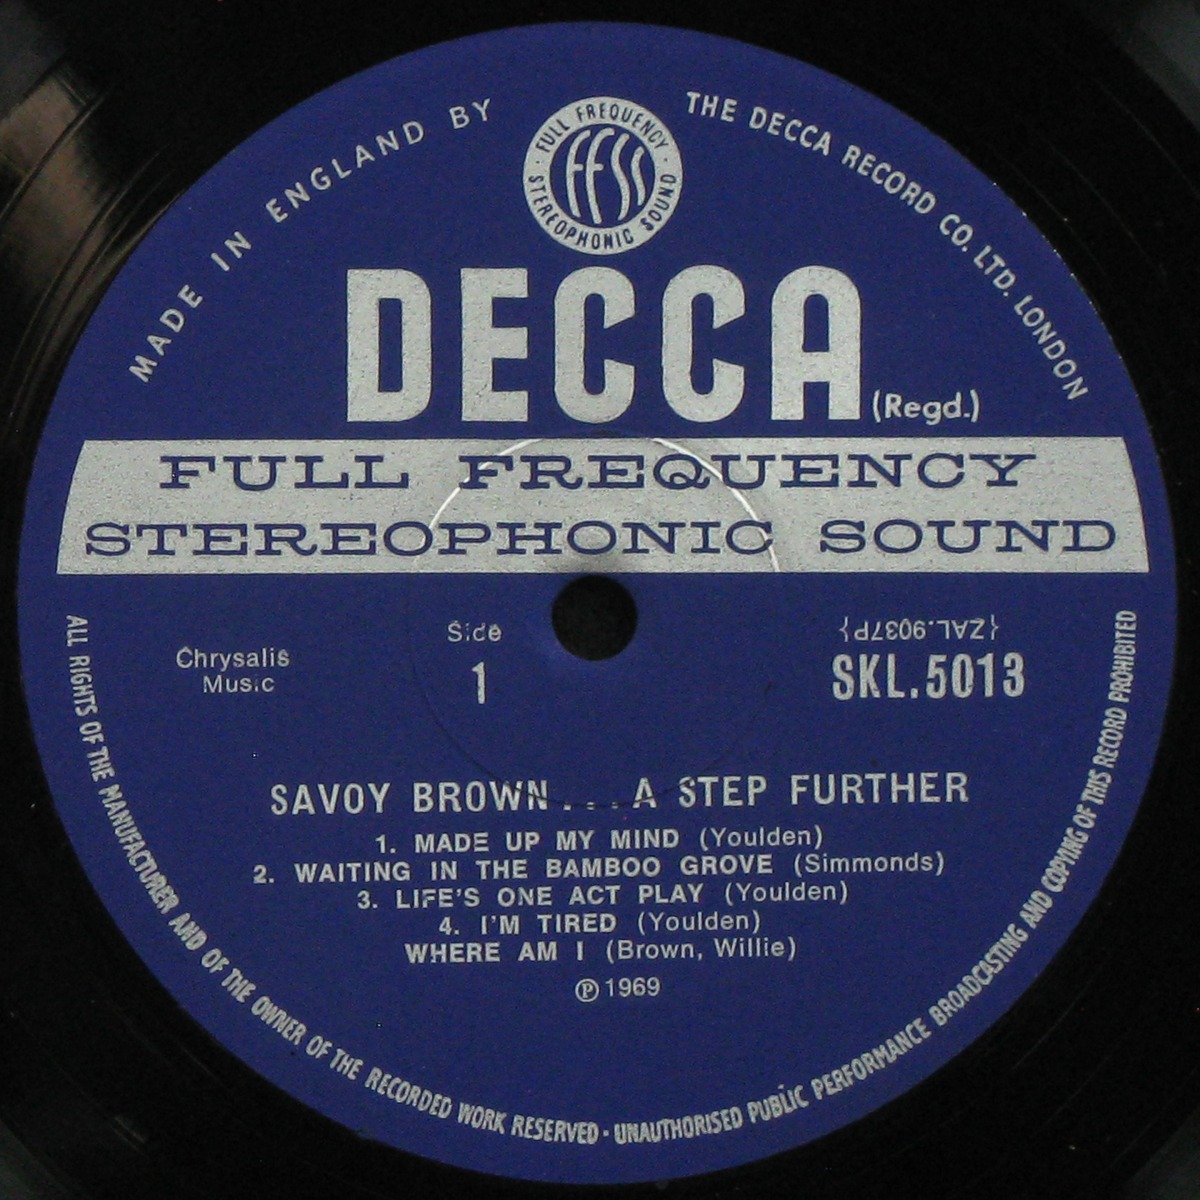 MADE IN ENGLAND BY
THE DECCA RECORD CO. LTD. LONDON
FULL FREQUENCY
STEREOPHONIC SOUND
FFSS
DECCA (Regd.)
FULL FREQUENCY
STEREOPHONIC SOUND
Chrysalis
Music
Side
1
{ZAL.9037P}
SKL.5013
SAVOY BROWN . . . A STEP FURTHER
1. MADE UP MY MIND (Youlden)
2. WAITING IN THE BAMBOO GROVE (Simmonds)
3. LIFE'S ONE ACT PLAY (Youlden)
4. I'M TIRED (Youlden)
WHERE AM I (Brown, Willie)
℗ 1969
ALL RIGHTS OF THE MANUFACTURER AND OF THE OWNER OF THE RECORDED WORK RESERVED · UNAUTHORISED PUBLIC PERFORMANCE BROADCASTING AND COPYING OF THIS RECORD PROHIBITED